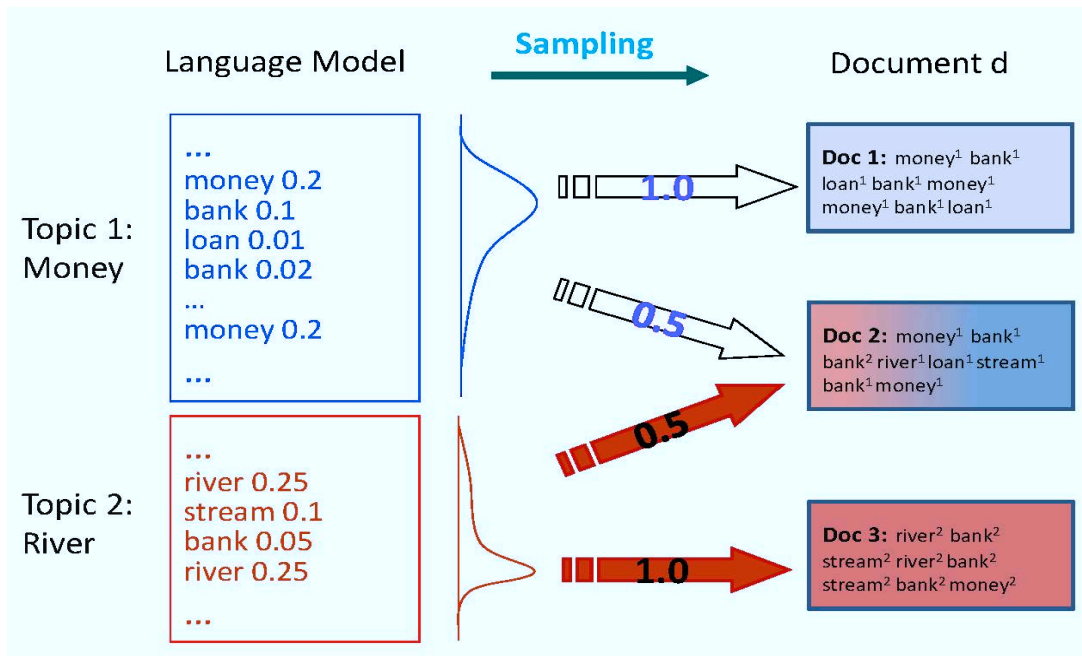 Sampling
Language Model
Document d
Topic 1:
Money
...
money 0.2
bank 0.1
loan 0.01
bank 0.02
...
money 0.2
...
1.0
0.5
Doc 1: money¹ bank¹
loan¹ bank¹ money¹
money¹ bank¹ loan¹
Doc 2: money¹ bank¹
bank² river¹ loan¹ stream¹
bank¹ money¹
Topic 2:
River
...
river 0.25
stream 0.1
bank 0.05
river 0.25
...
0.5
1.0
Doc 3: river² bank²
stream² river² bank²
stream² bank² money²